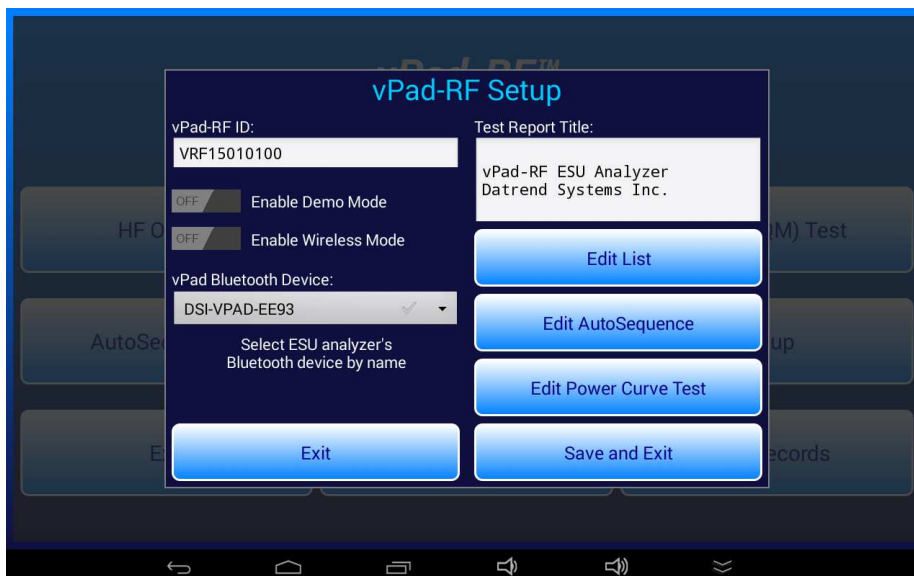 vPad-RF Setup
vPad-RF ID:
VRF15010100
OFF Enable Demo Mode
OFF Enable Wireless Mode
vPad Bluetooth Device:
DSI-VPAD-EE93
Select ESU analyzer's
Bluetooth device by name
Exit
Test Report Title:
vPad-RF ESU Analyzer
Datrend Systems Inc.
Edit List
Edit AutoSequence
Edit Power Curve Test
Save and Exit
HF
M) Test
AutoSe
up
ecords